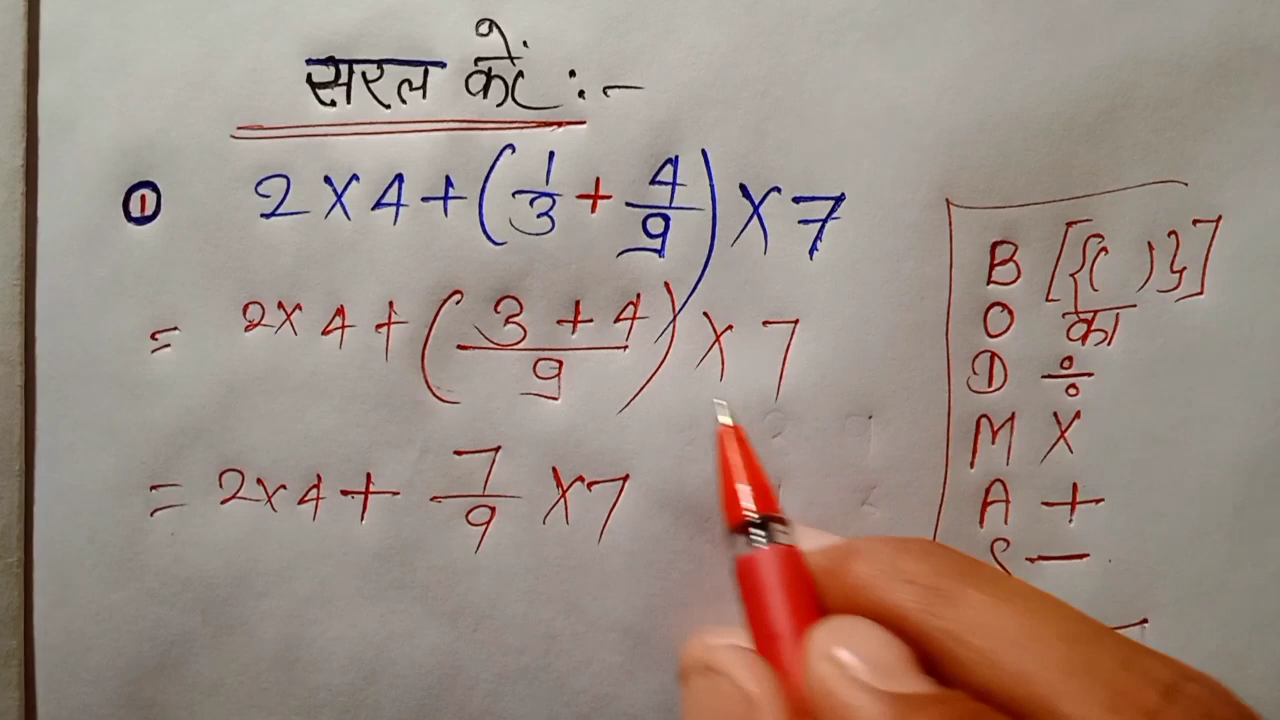 सरल करें :-
① 2 × 4 + ( 1/3 + 4/9 ) × 7
= 2 × 4 + ( 3 + 4 / 9 ) × 7
= 2 × 4 + 7/9 × 7
B [{( )}]
O का
D ÷
M ×
A +
S −